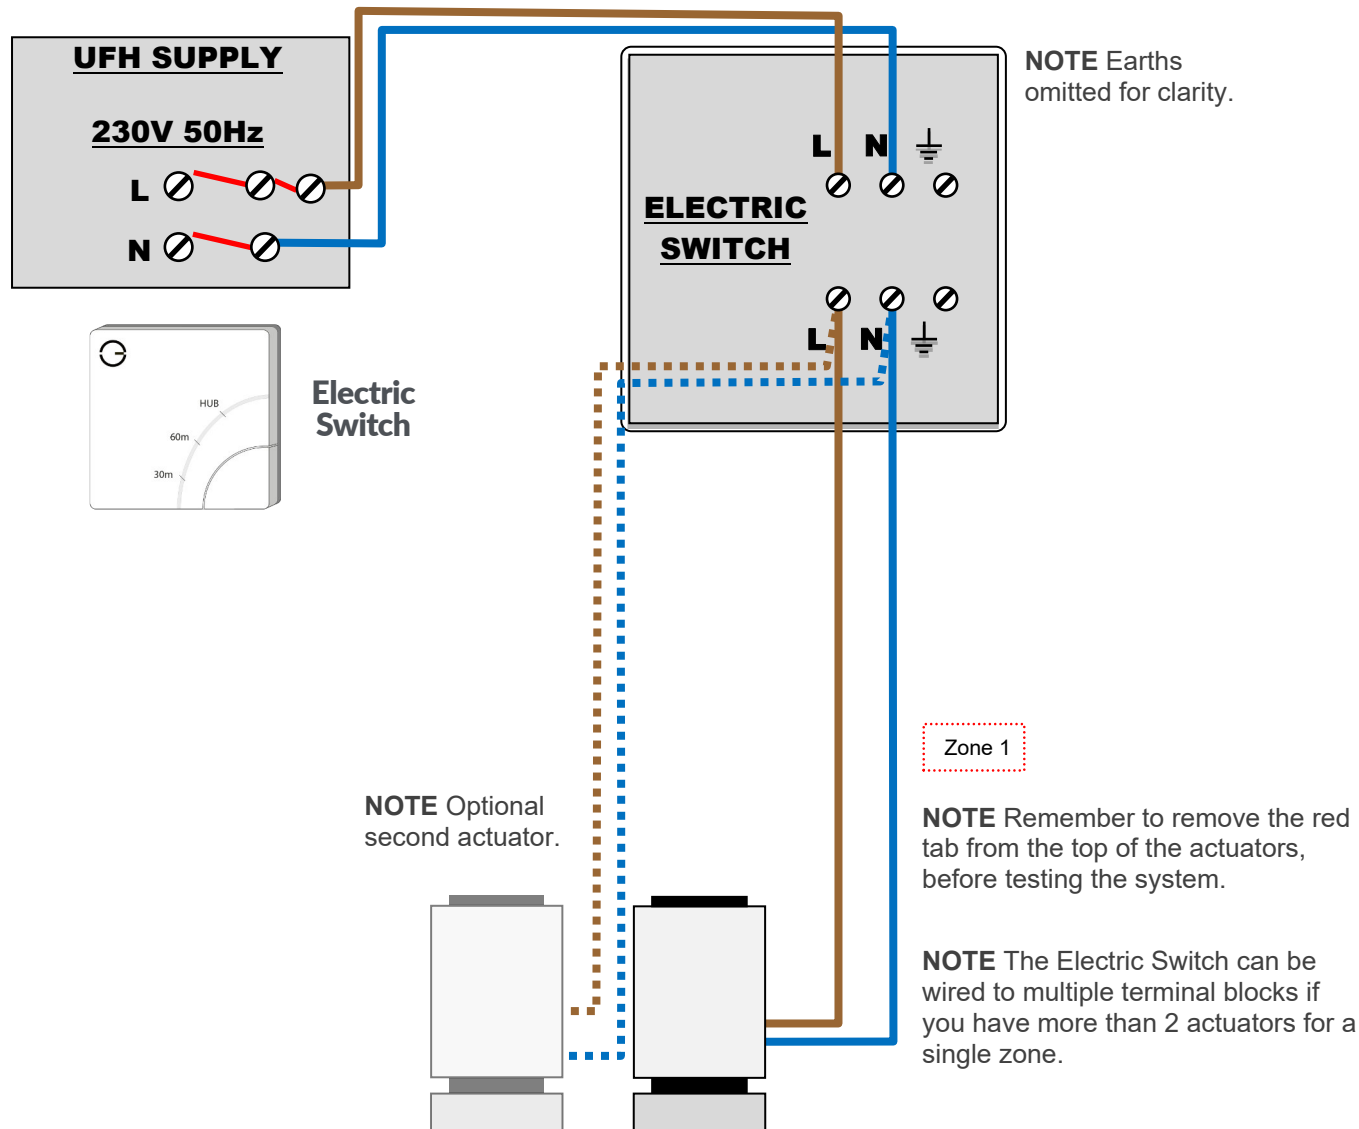 UFH SUPPLY
230V 50Hz
L
N
NOTE Earths
omitted for clarity.
L N
ELECTRIC
SWITCH
L N
HUB
60m
30m
Electric
Switch
Zone 1
NOTE Optional
second actuator.
NOTE Remember to remove the red
tab from the top of the actuators,
before testing the system.
NOTE The Electric Switch can be
wired to multiple terminal blocks if
you have more than 2 actuators for a
single zone.